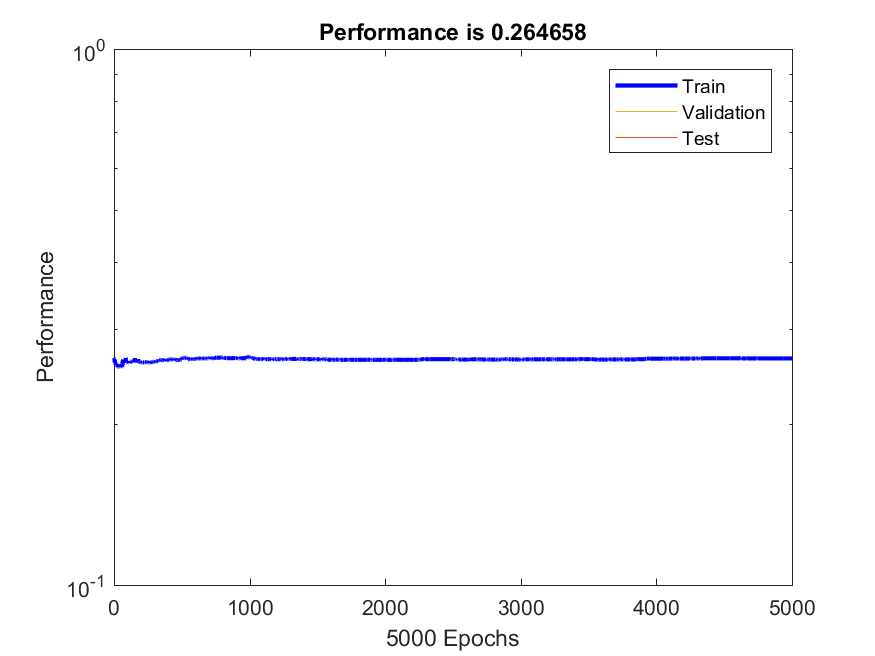 Performance is 0.264658
10^0
Train
Validation
Test
Performance
10^-1
0 1000 2000 3000 4000 5000
5000 Epochs